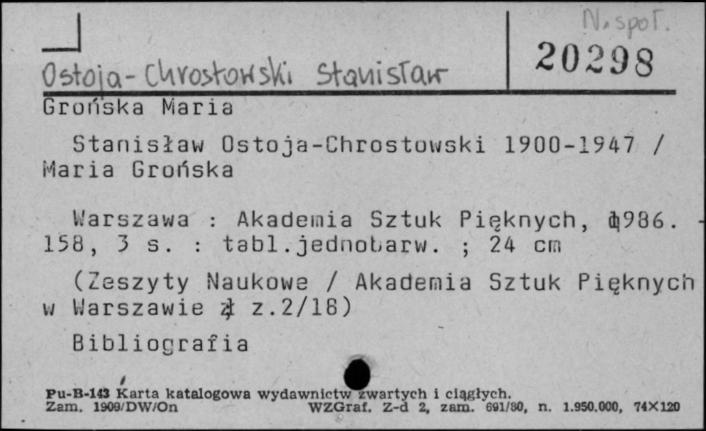 N. społ.
20298
Ostoja-Chrostowski Stanisław
Grońska Maria
Stanisław Ostoja-Chrostowski 1900-1947 /
Maria Grońska
Warszawa : Akademia Sztuk Pięknych, 1986. -
158, 3 s. : tabl.jednobarw. ; 24 cm
(Zeszyty Naukowe / Akademia Sztuk Pięknych
w Warszawie z.2/18)
Bibliografia
Pu-B-143 Karta katalogowa wydawnictw zwartych i ciągłych.
Zam. 1909/DW/On WZGraf. Z-d 2, zam. 691/80, n. 1.950.000, 74×120